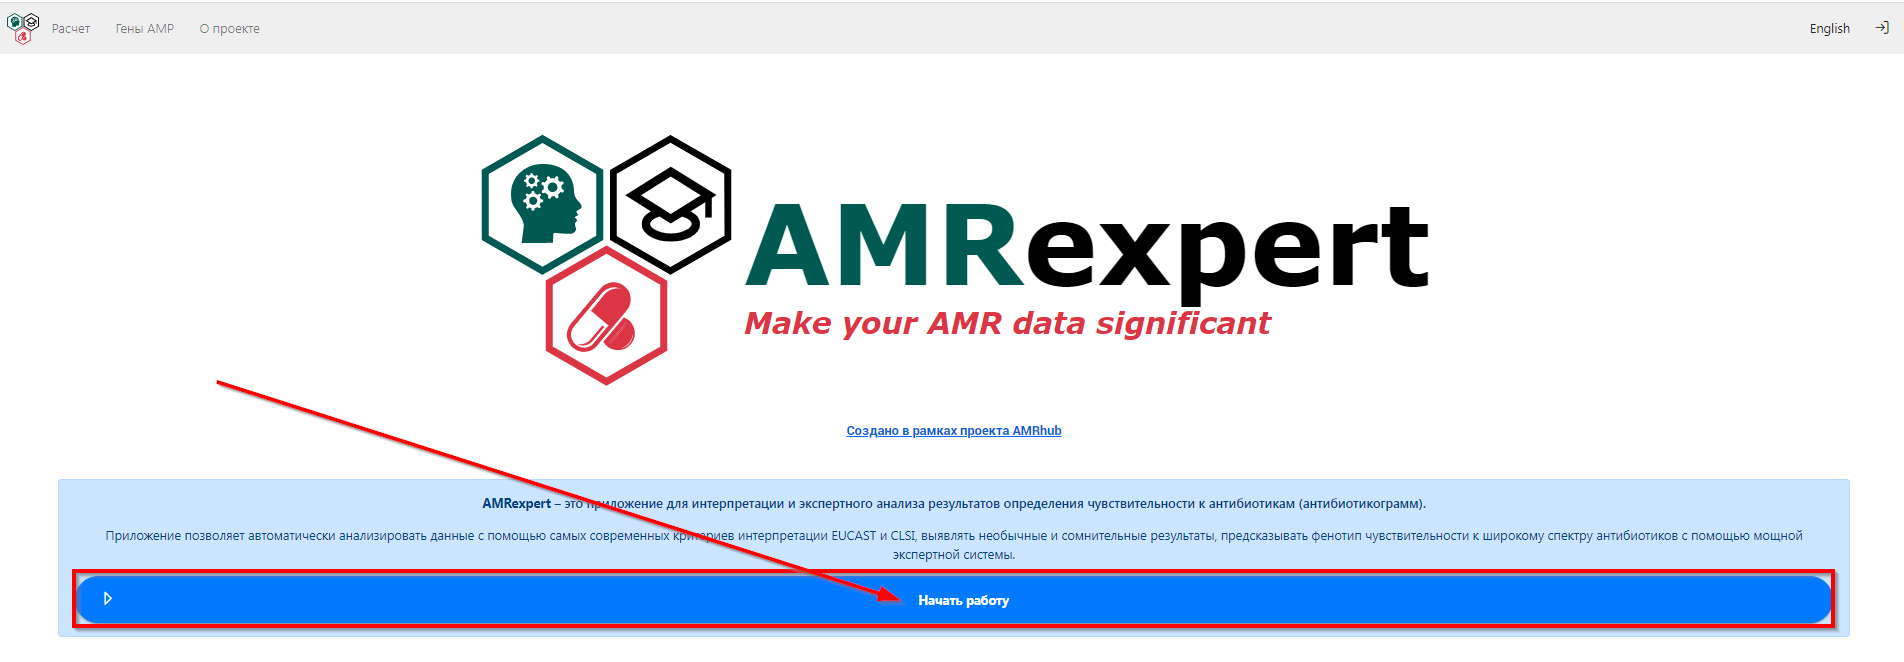 Расчет Гены АМР О проекте English
AMRexpert
Make your AMR data significant
Создано в рамках проекта AMRhub
AMRexpert – это приложение для интерпретации и экспертного анализа результатов определения чувствительности к антибиотикам (антибиотикограмм).
Приложение позволяет автоматически анализировать данные с помощью самых современных критериев интерпретации EUCAST и CLSI, выявлять необычные и сомнительные результаты, предсказывать фенотип чувствительности к широкому спектру антибиотиков с помощью мощной
экспертной системы.
Начать работу